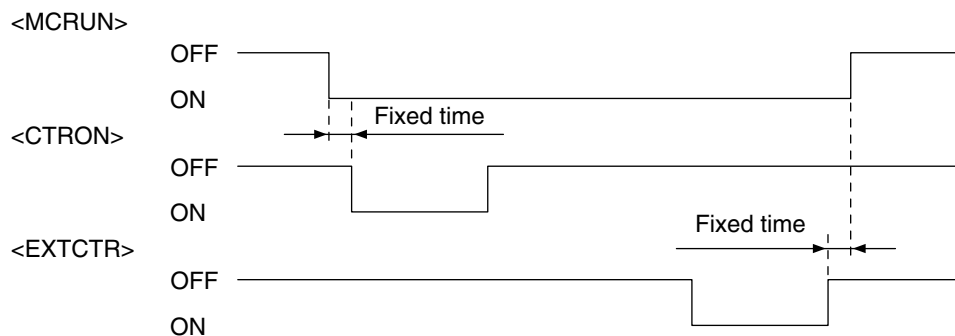 <MCRUN>
OFF
ON
Fixed time
<CTRON>
OFF
ON
Fixed time
<EXTCTR>
OFF
ON